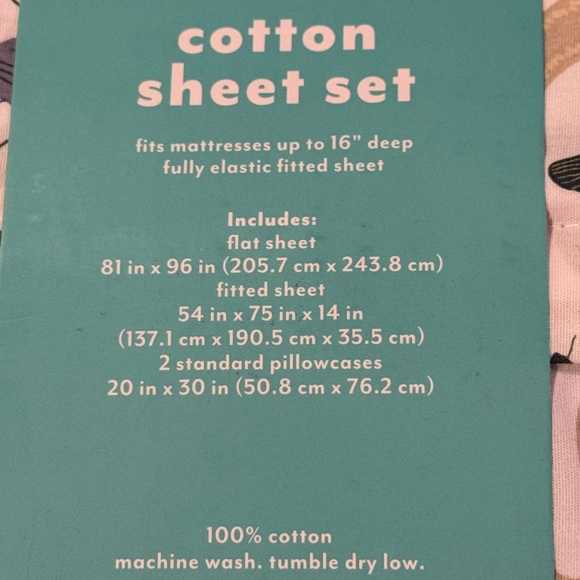 cotton
sheet set
fits mattresses up to 16" deep
fully elastic fitted sheet
Includes:
flat sheet
81 in x 96 in (205.7 cm x 243.8 cm)
fitted sheet
54 in x 75 in x 14 in
(137.1 cm x 190.5 cm x 35.5 cm)
2 standard pillowcases
20 in x 30 in (50.8 cm x 76.2 cm)
100% cotton
machine wash. tumble dry low.